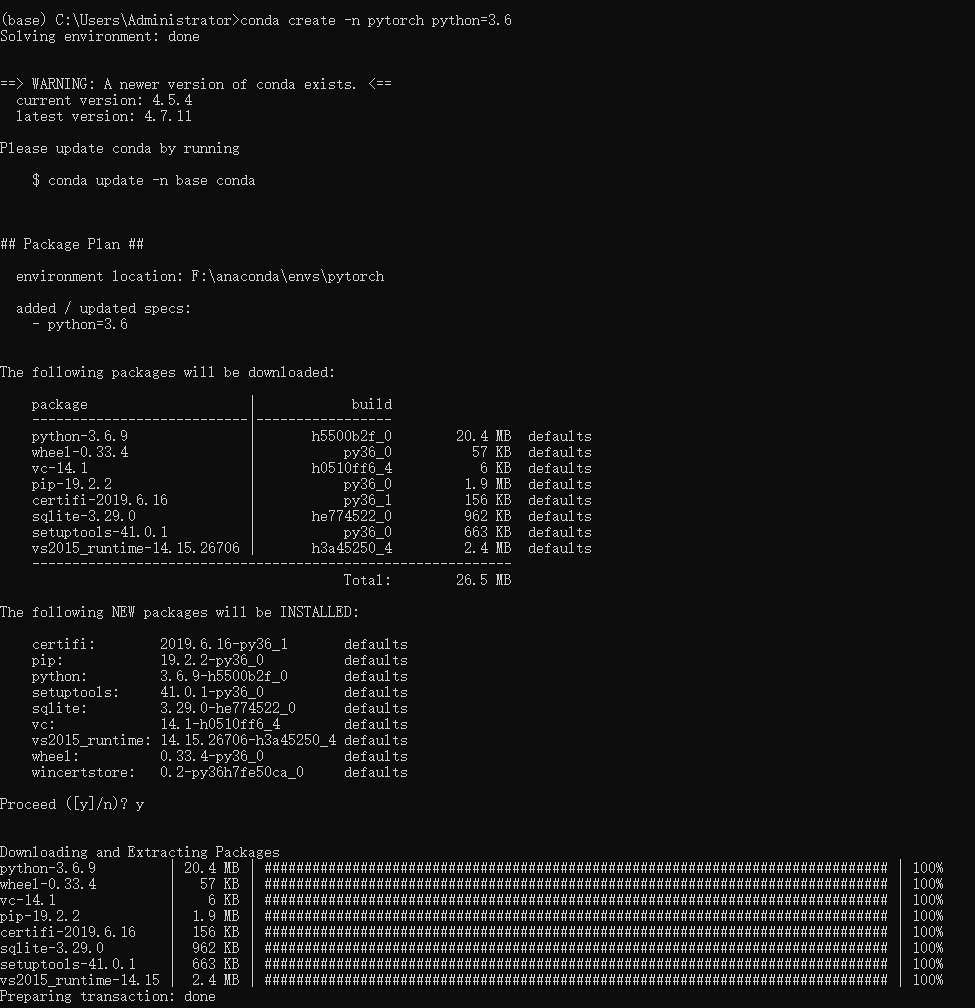 (base) C:\Users\Administrator>conda create -n pytorch python=3.6
Solving environment: done
==> WARNING: A newer version of conda exists. <==
  current version: 4.5.4
  latest version: 4.7.11
Please update conda by running
    $ conda update -n base conda
## Package Plan ##
  environment location: F:\anaconda\envs\pytorch
  added / updated specs:
    - python=3.6
The following packages will be downloaded:
    package                    |            build
    ---------------------------|-----------------
    python-3.6.9               |       h5500b2f_0        20.4 MB  defaults
    wheel-0.33.4               |           py36_0          57 KB  defaults
    vc-14.1                    |       h0510ff6_4           6 KB  defaults
    pip-19.2.2                 |           py36_0         1.9 MB  defaults
    certifi-2019.6.16          |           py36_1         156 KB  defaults
    sqlite-3.29.0              |       he774522_0         962 KB  defaults
    setuptools-41.0.1          |           py36_0         663 KB  defaults
    vs2015_runtime-14.15.26706 |       h3a45250_4         2.4 MB  defaults
    ------------------------------------------------------------
                                           Total:        26.5 MB
The following NEW packages will be INSTALLED:
    certifi:        2019.6.16-py36_1       defaults
    pip:            19.2.2-py36_0          defaults
    python:         3.6.9-h5500b2f_0       defaults
    setuptools:     41.0.1-py36_0          defaults
    sqlite:         3.29.0-he774522_0      defaults
    vc:             14.1-h0510ff6_4        defaults
    vs2015_runtime: 14.15.26706-h3a45250_4 defaults
    wheel:          0.33.4-py36_0          defaults
    wincertstore:   0.2-py36h7fe50ca_0     defaults
Proceed ([y]/n)? y
Downloading and Extracting Packages
python-3.6.9         | 20.4 MB | ############################################################################## | 100%
wheel-0.33.4         |   57 KB | ############################################################################## | 100%
vc-14.1              |    6 KB | ############################################################################## | 100%
pip-19.2.2           |  1.9 MB | ############################################################################## | 100%
certifi-2019.6.16    |  156 KB | ############################################################################## | 100%
sqlite-3.29.0        |  962 KB | ############################################################################## | 100%
setuptools-41.0.1    |  663 KB | ############################################################################## | 100%
vs2015_runtime-14.15 |  2.4 MB | ############################################################################## | 100%
Preparing transaction: done